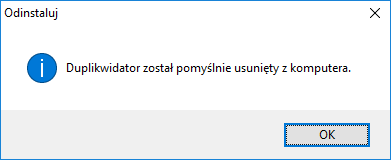 Odinstaluj
Duplikwidator został pomyślnie usunięty z komputera.
OK